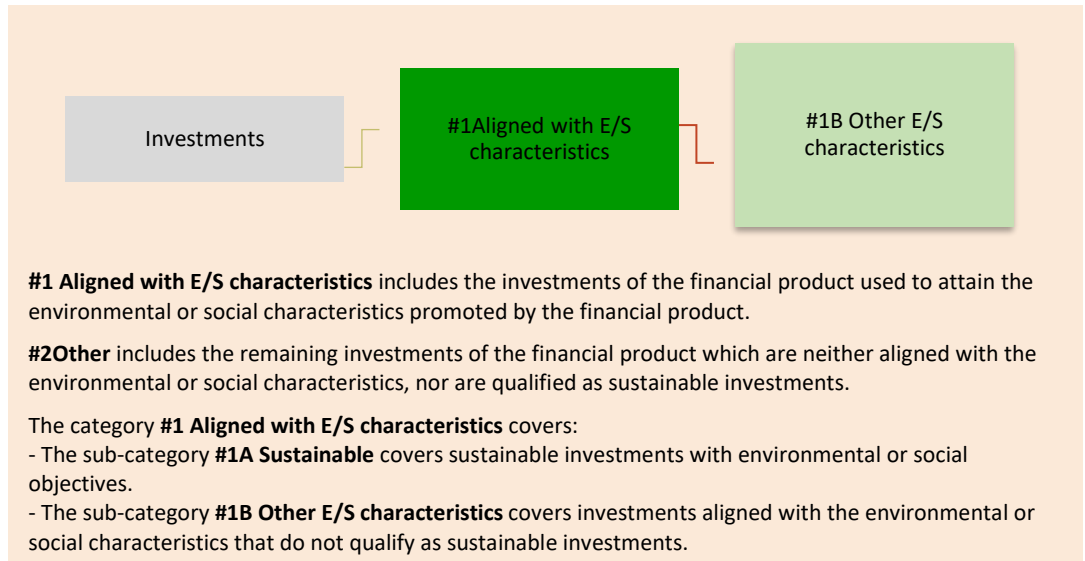 Investments
#1Aligned with E/S
characteristics
#1B Other E/S
characteristics
#1 Aligned with E/S characteristics includes the investments of the financial product used to attain the
environmental or social characteristics promoted by the financial product.
#2Other includes the remaining investments of the financial product which are neither aligned with the
environmental or social characteristics, nor are qualified as sustainable investments.
The category #1 Aligned with E/S characteristics covers:
- The sub-category #1A Sustainable covers sustainable investments with environmental or social
objectives.
- The sub-category #1B Other E/S characteristics covers investments aligned with the environmental or
social characteristics that do not qualify as sustainable investments.